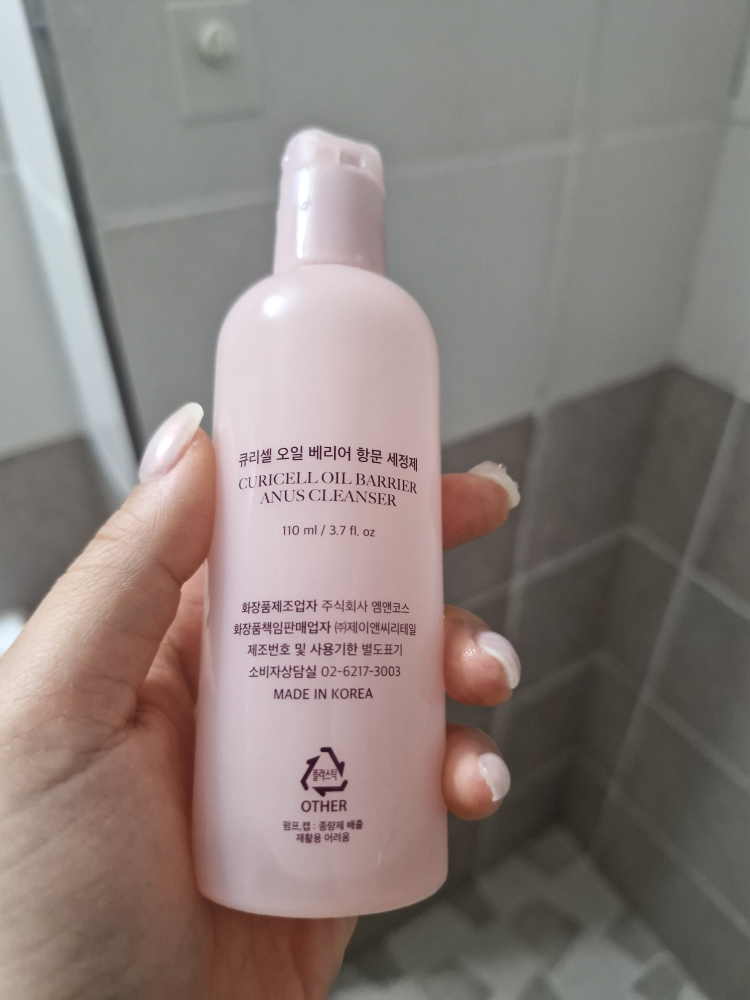 큐리셀 오일 베리어 항문 세정제
CURICELL OIL BARRIER
ANUS CLEANSER
110 ml / 3.7 fl. oz
화장품제조업자 주식회사 엠앤코스
화장품책임판매업자 ㈜제이앤씨리테일
제조번호 및 사용기한 별도표기
소비자상담실 02-6217-3003
MADE IN KOREA
플라스틱
OTHER
펌프,캡 : 종량제 배출
재활용 어려움